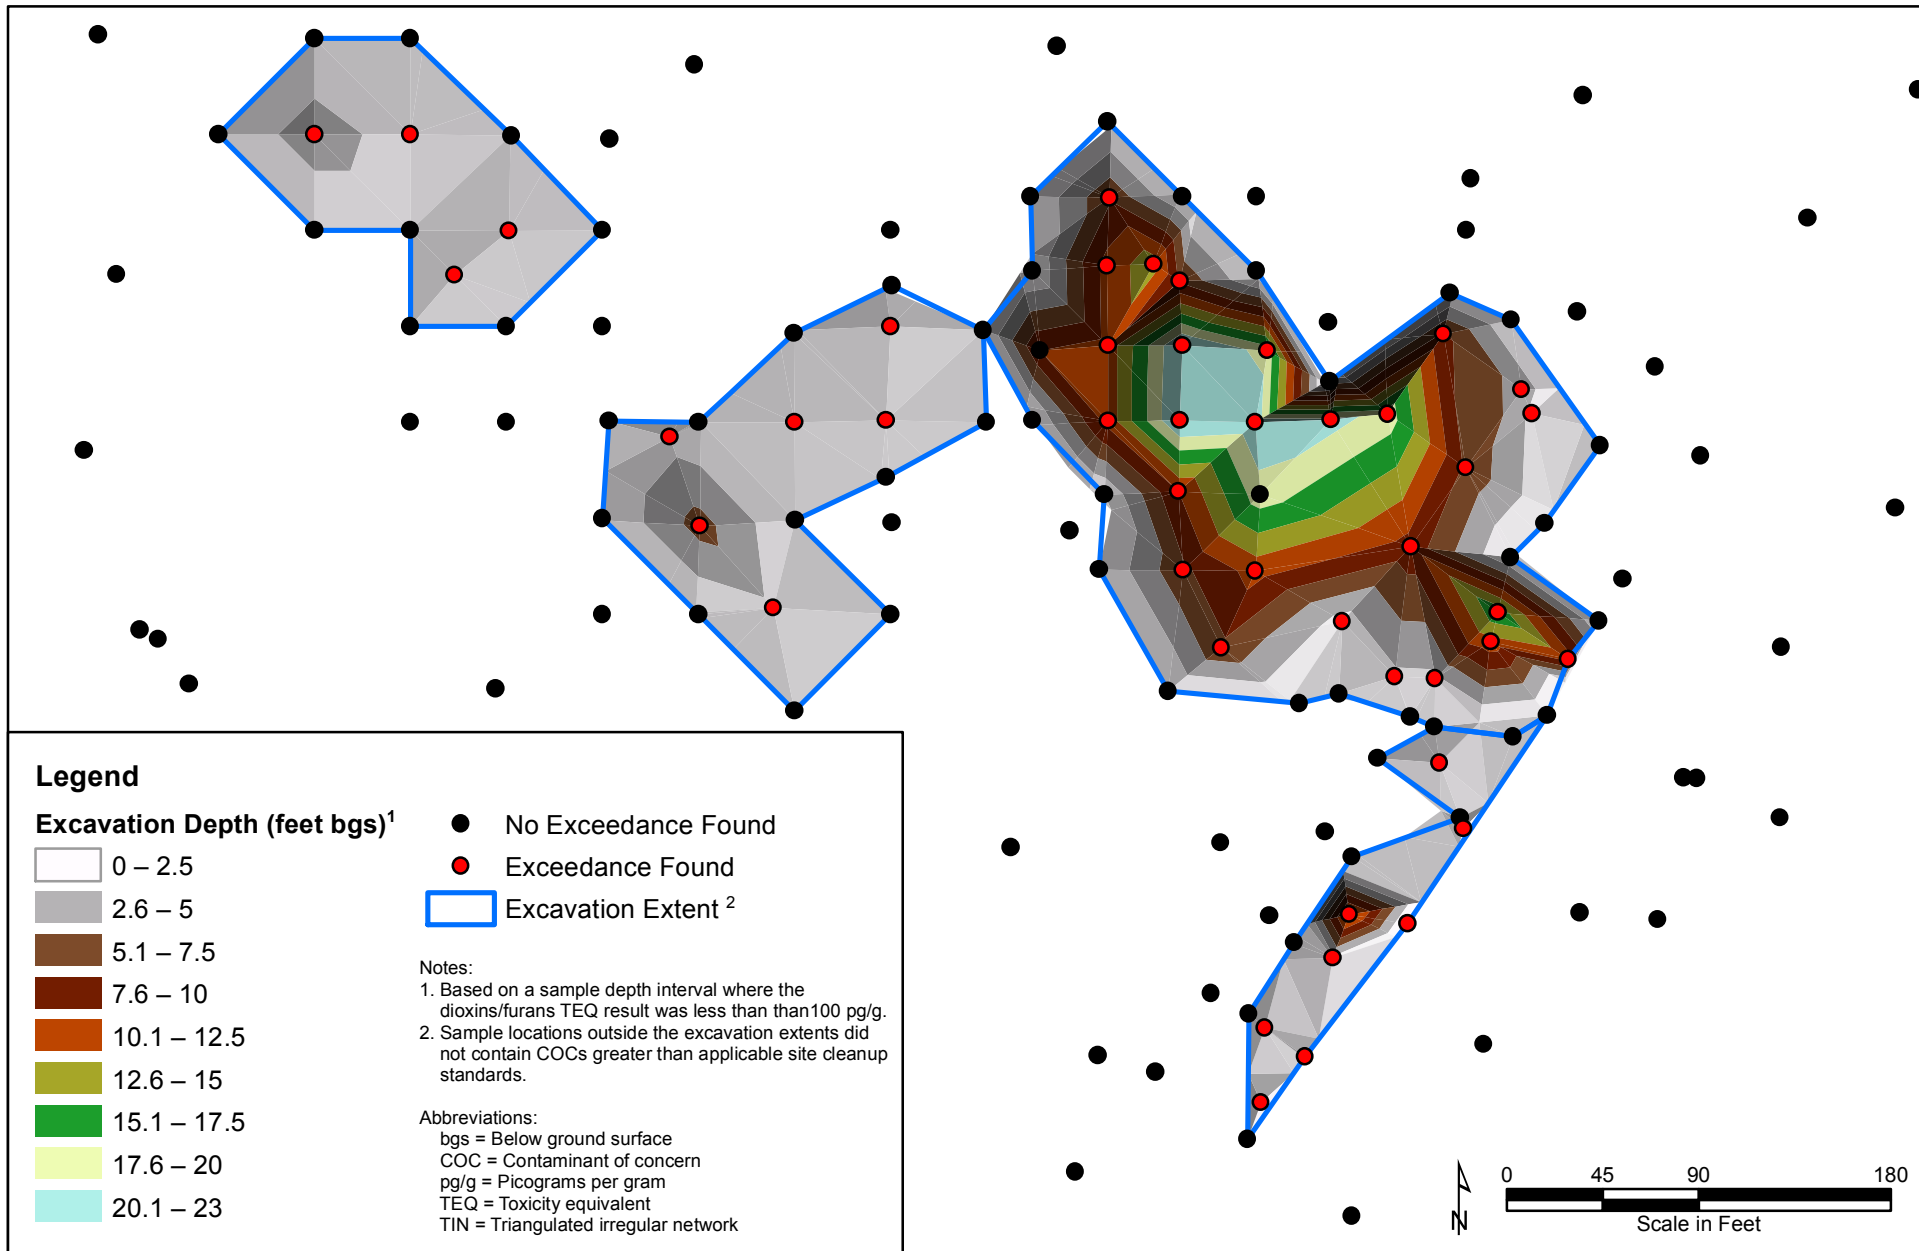 Legend
Excavation Depth (feet bgs)1
0 – 2.5
2.6 – 5
5.1 – 7.5
7.6 – 10
10.1 – 12.5
12.6 – 15
15.1 – 17.5
17.6 – 20
20.1 – 23
No Exceedance Found
Exceedance Found
Excavation Extent 2
Notes:
1. Based on a sample depth interval where the
dioxins/furans TEQ result was less than than100 pg/g.
2. Sample locations outside the excavation extents did
not contain COCs greater than applicable site cleanup
standards.
Abbreviations:
bgs = Below ground surface
COC = Contaminant of concern
pg/g = Picograms per gram
TEQ = Toxicity equivalent
TIN = Triangulated irregular network
N
0 45 90 180
Scale in Feet